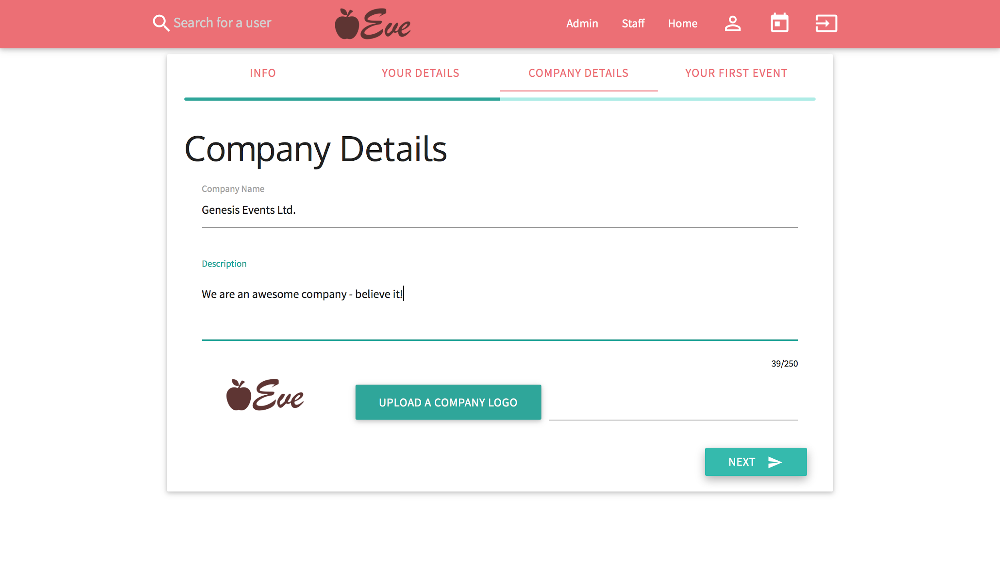 Search for a user
Eve
Admin Staff Home
INFO YOUR DETAILS COMPANY DETAILS YOUR FIRST EVENT
Company Details
Company Name
Genesis Events Ltd.
Description
We are an awesome company - believe it!
39/250
Eve
UPLOAD A COMPANY LOGO
NEXT